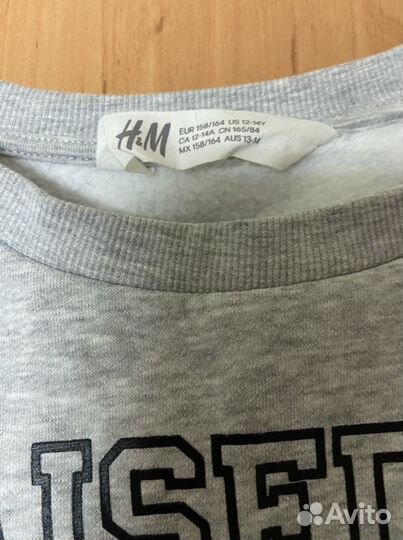 H&M
EUR 158/164 US 12-14Y
CA 12-14A CN 165/84
MX 158/164 AUS 13-14
Avito